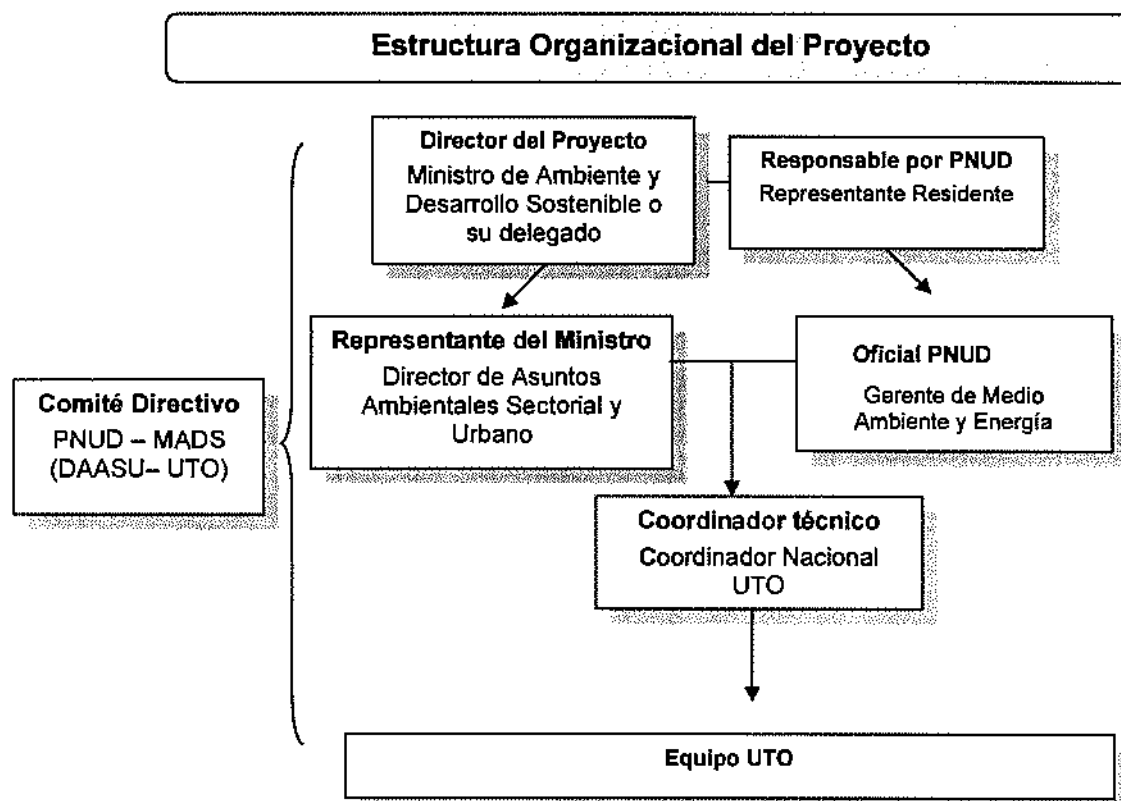 Estructura Organizacional del Proyecto
Director del Proyecto
Ministro de Ambiente y
Desarrollo Sostenible o
su delegado
Responsable por PNUD
Representante Residente
Representante del Ministro
Director de Asuntos
Ambientales Sectorial y
Urbano
Oficial PNUD
Gerente de Medio
Ambiente y Energía
Comité Directivo
PNUD – MADS
(DAASU– UTO)
Coordinador técnico
Coordinador Nacional
UTO
Equipo UTO